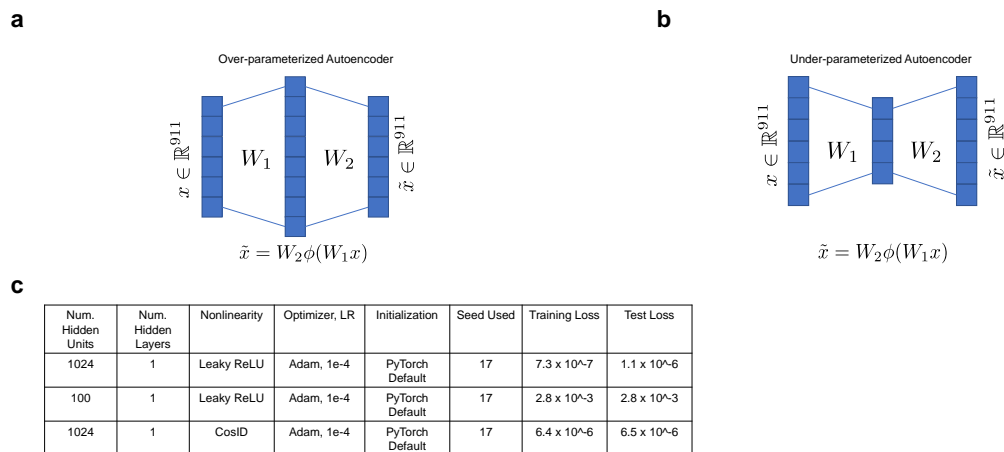 a
Over-parameterized Autoencoder
x ∈ ℝ^911
W_1
W_2
x̃ ∈ ℝ^911
x̃ = W_2ϕ(W_1x)
b
Under-parameterized Autoencoder
x ∈ ℝ^911
W_1
W_2
x̃ ∈ ℝ^911
x̃ = W_2ϕ(W_1x)
c
Num. Hidden Units
Num. Hidden Layers
Nonlinearity
Optimizer, LR
Initialization
Seed Used
Training Loss
Test Loss
1024
1
Leaky ReLU
Adam, 1e-4
PyTorch Default
17
7.3 x 10^-7
1.1 x 10^-6
100
1
Leaky ReLU
Adam, 1e-4
PyTorch Default
17
2.8 x 10^-3
2.8 x 10^-3
1024
1
CosID
Adam, 1e-4
PyTorch Default
17
6.4 x 10^-6
6.5 x 10^-6